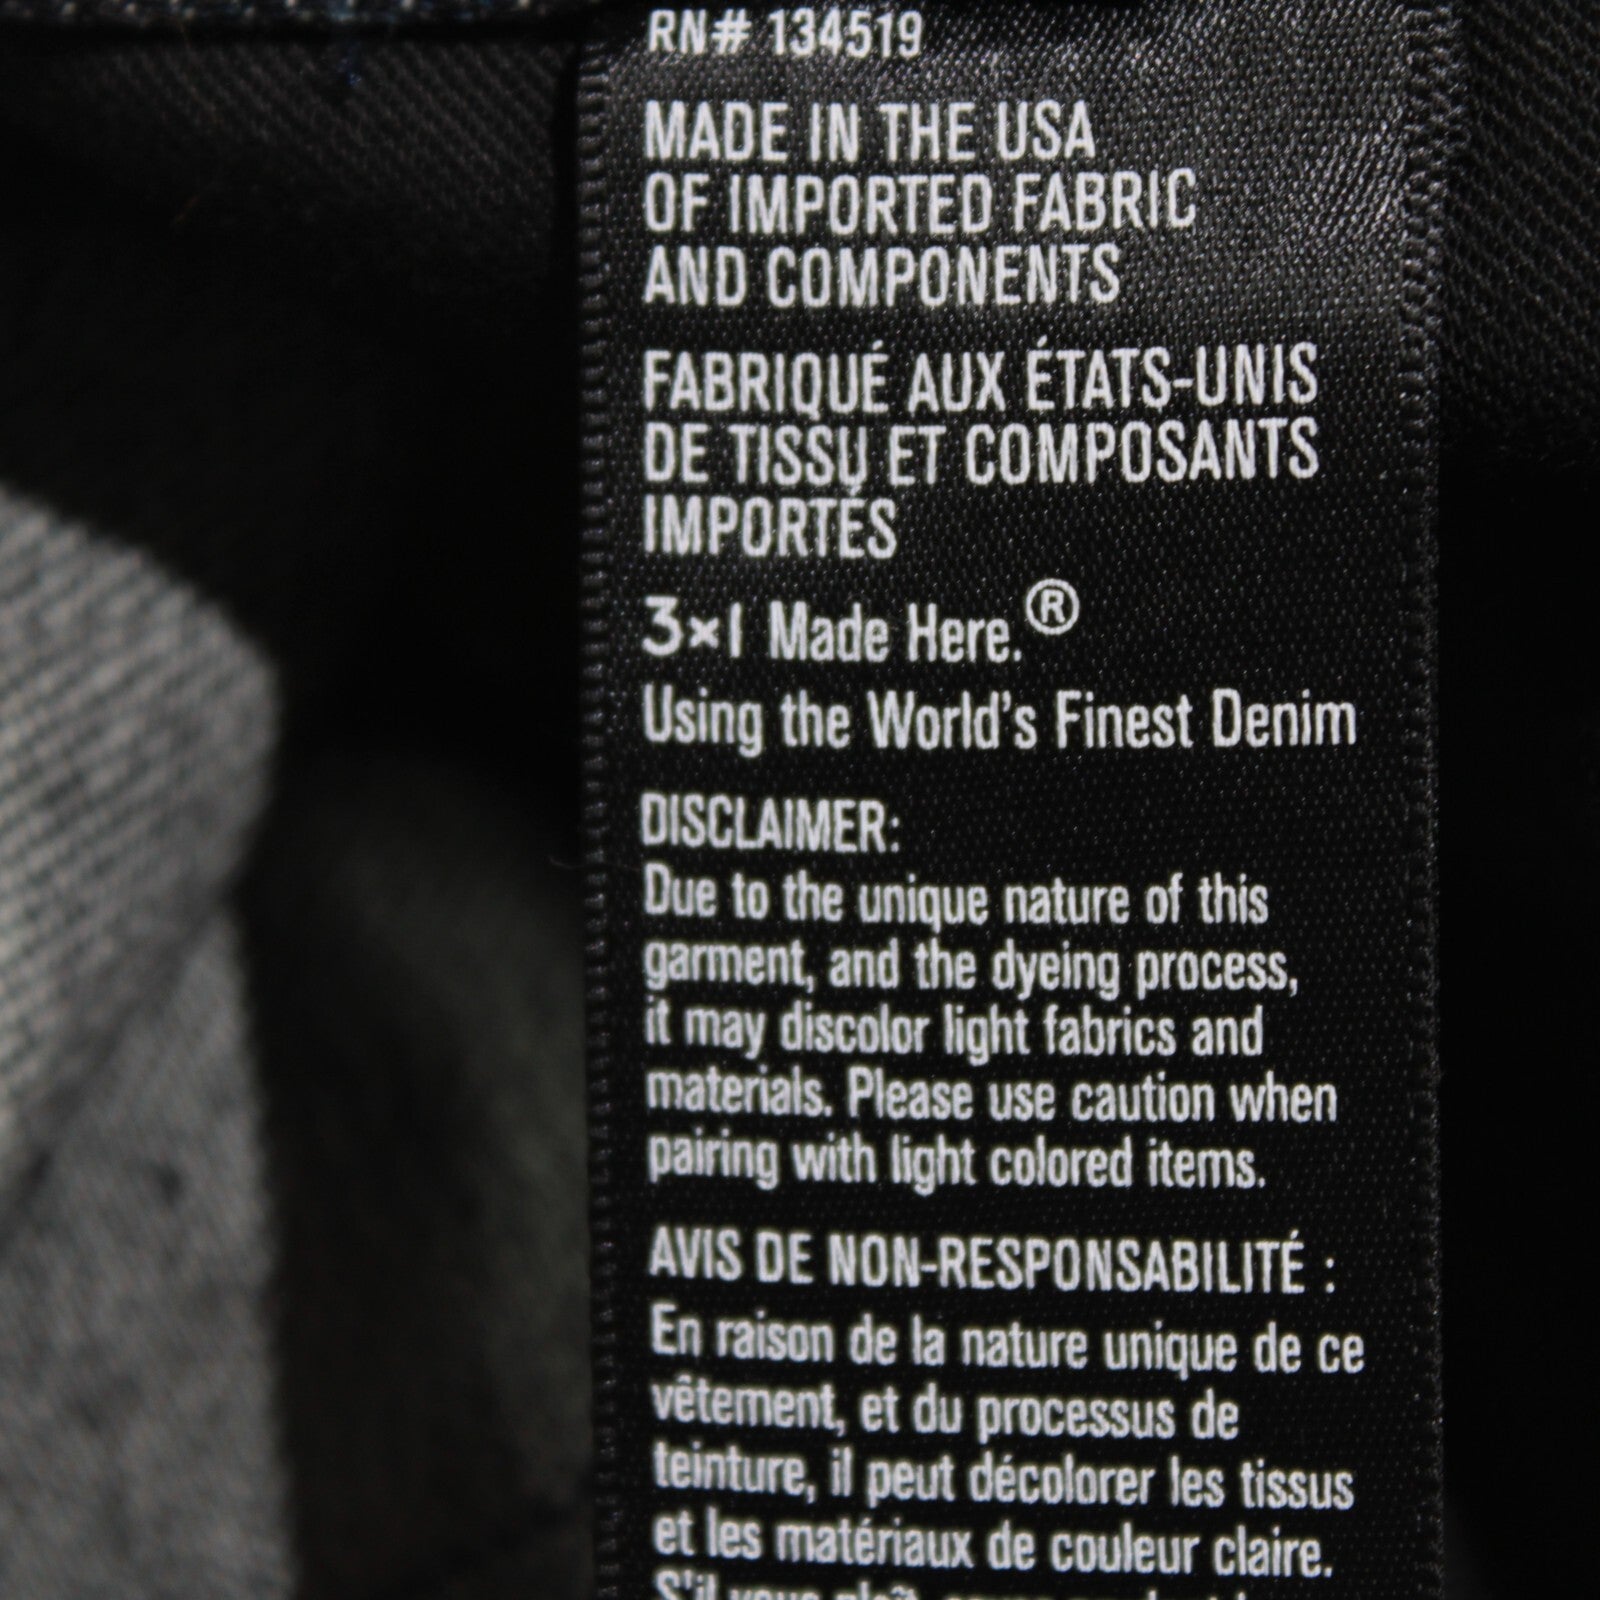 RN# 134519
MADE IN THE USA
OF IMPORTED FABRIC
AND COMPONENTS
FABRIQUÉ AUX ÉTATS-UNIS
DE TISSU ET COMPOSANTS
IMPORTÉS
3×1 Made Here.®
Using the World's Finest Denim
DISCLAIMER:
Due to the unique nature of this
garment, and the dyeing process,
it may discolor light fabrics and
materials. Please use caution when
pairing with light colored items.
AVIS DE NON-RESPONSABILITÉ :
En raison de la nature unique de ce
vêtement, et du processus de
teinture, il peut décolorer les tissus
et les matériaux de couleur claire.
S'il vous plaît